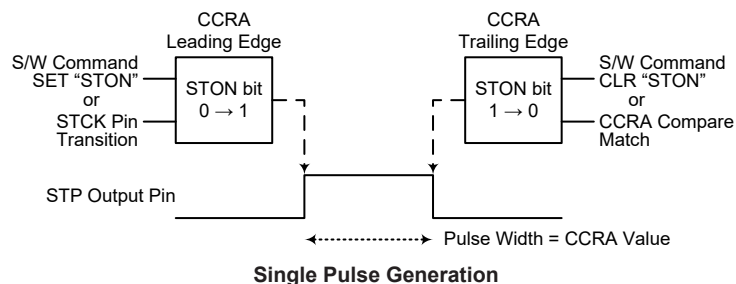 CCRA
Leading Edge
S/W Command
SET “STON”
or
STCK Pin
Transition
STON bit
0 → 1
CCRA
Trailing Edge
STON bit
1 → 0
S/W Command
CLR “STON”
or
CCRA Compare
Match
STP Output Pin
Pulse Width = CCRA Value
Single Pulse Generation